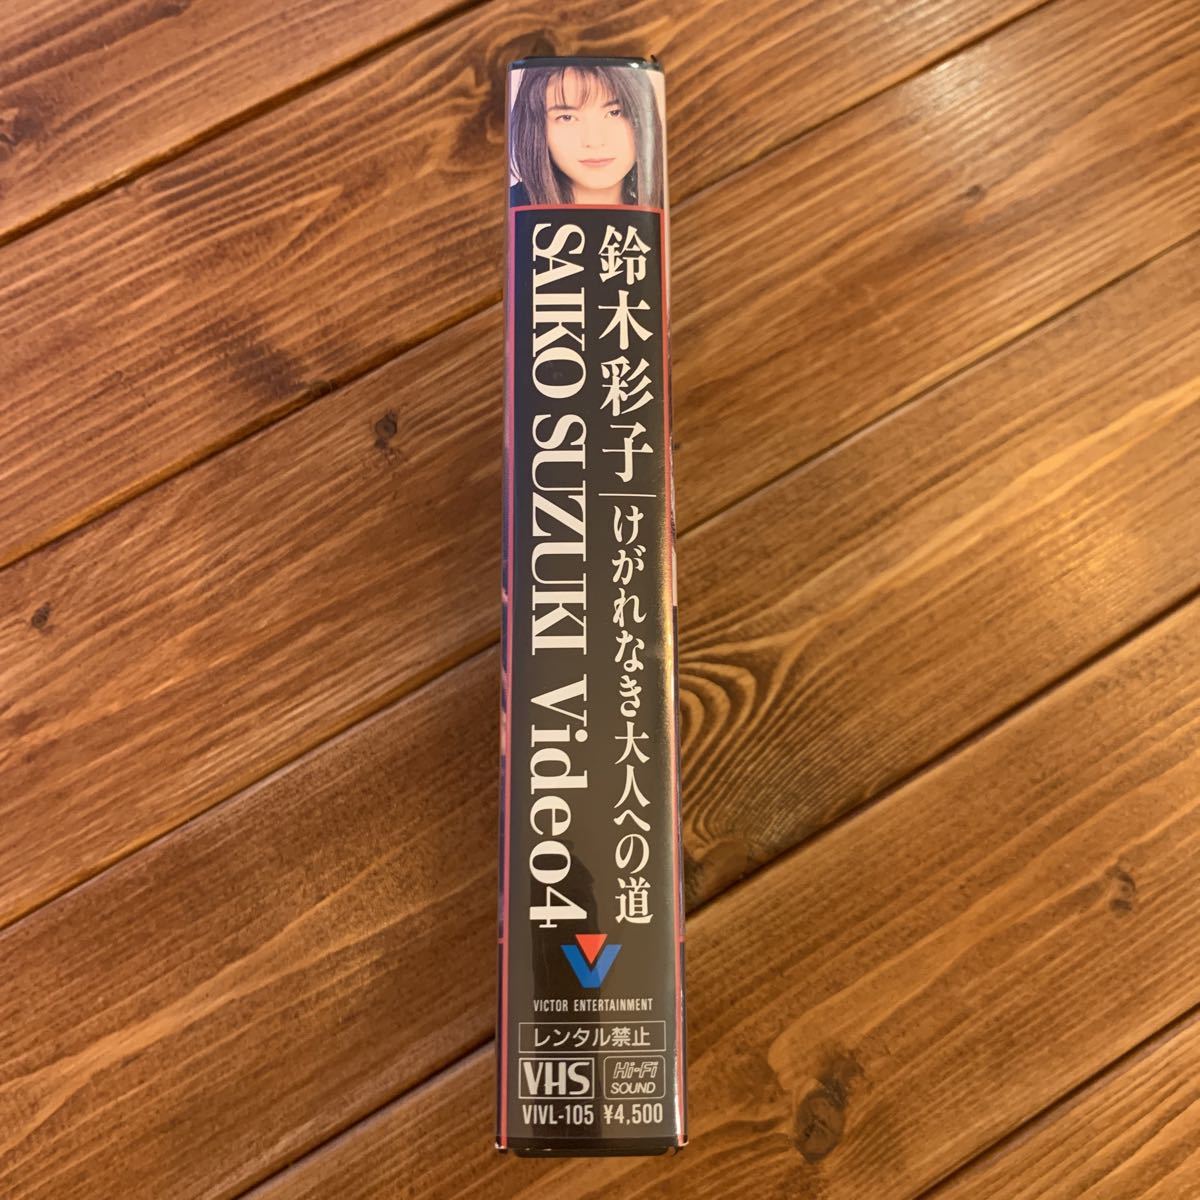 鈴木彩子 | けがれなき大人への道
SAIKO SUZUKI Video4
VICTOR ENTERTAINMENT
レンタル禁止
VHS Hi-Fi SOUND
VIVL-105 ¥4,500